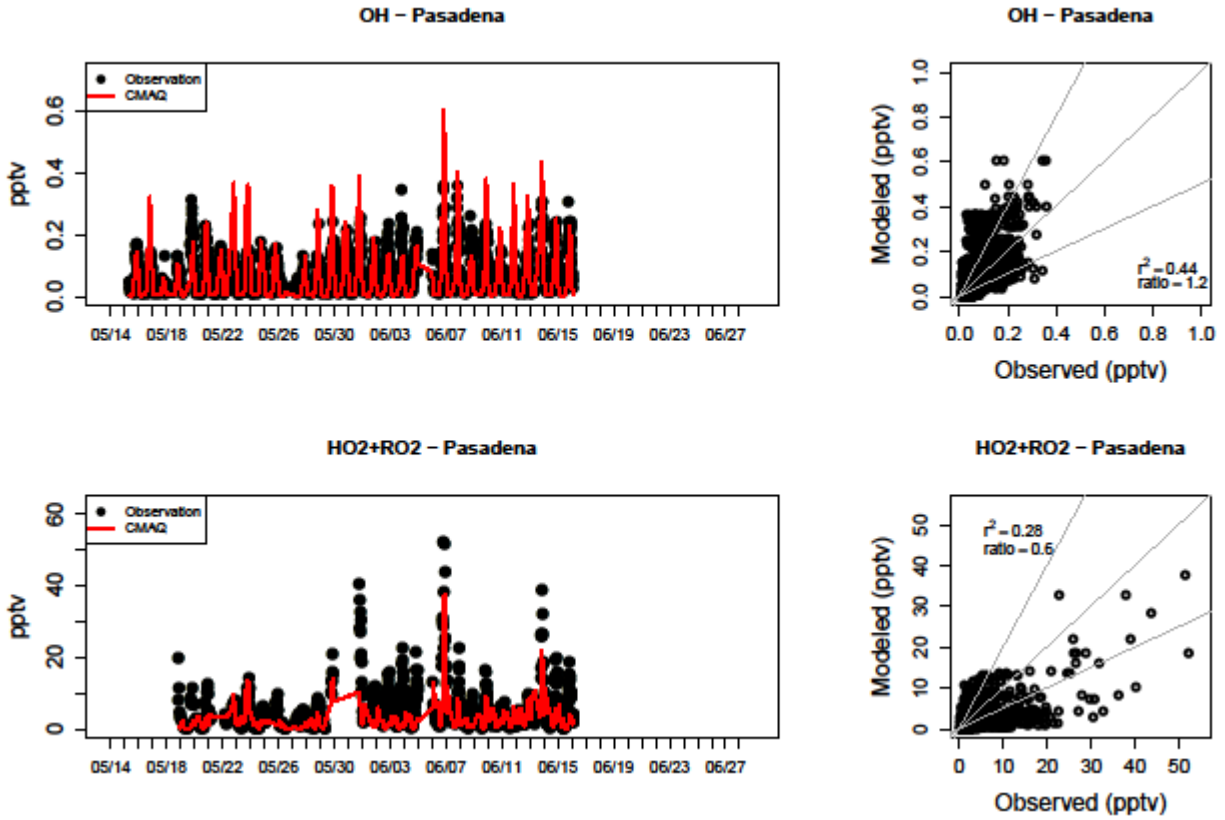 OH − Pasadena
Observation
CMAQ
pptv
0.0
0.2
0.4
0.6
05/14 05/18 05/22 05/26 05/30 06/03 06/07 06/11 06/15 06/19 06/23 06/27
OH − Pasadena
Modeled (pptv)
0.0
0.2
0.4
0.6
0.8
1.0
r² = 0.44
ratio = 1.2
0.0 0.2 0.4 0.6 0.8 1.0
Observed (pptv)
HO2+RO2 − Pasadena
Observation
CMAQ
pptv
0
20
40
60
05/14 05/18 05/22 05/26 05/30 06/03 06/07 06/11 06/15 06/19 06/23 06/27
HO2+RO2 − Pasadena
r² = 0.28
ratio = 0.6
Modeled (pptv)
0
10
20
30
40
50
0 10 20 30 40 50
Observed (pptv)